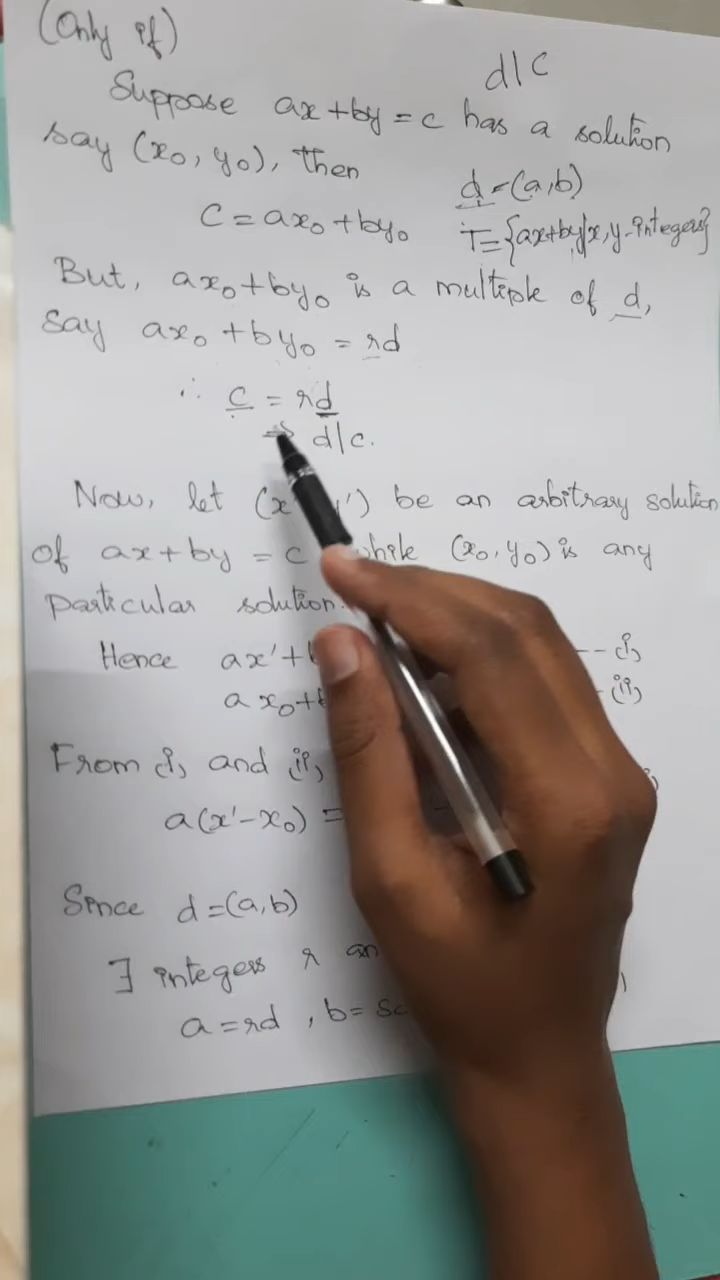 (Only if)
d|c
Suppose ax+by=c has a solution
say (x₀, y₀), then
d=(a,b)
c=ax₀+by₀
T={ax+by/x,y-integers}
But, ax₀+by₀ is a multiple of d,
say ax₀+by₀ = rd
∴ c = rd
⇒ d|c.
Now, let (x y') be an arbitrary solution
of ax+by = c while (x₀, y₀) is any
particular solution.
Hence ax'+ -- (i)
ax₀+ - (ii)
From (i) and (ii),
a(x'-x₀) =
Since d=(a,b)
∃ integers r
a=rd, b=